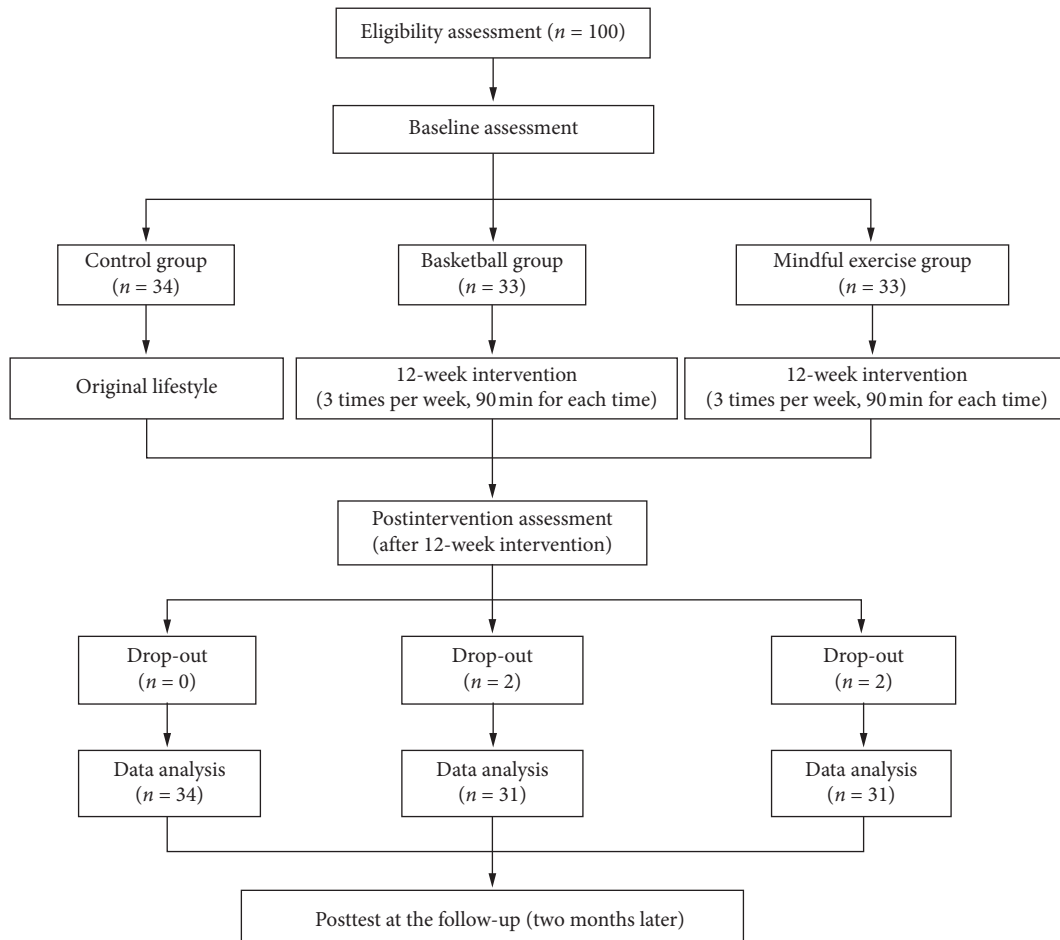 Eligibility assessment (n = 100)
Baseline assessment
Control group
(n = 34)
Basketball group
(n = 33)
Mindful exercise group
(n = 33)
Original lifestyle
12-week intervention
(3 times per week, 90 min for each time)
12-week intervention
(3 times per week, 90 min for each time)
Postintervention assessment
(after 12-week intervention)
Drop-out
(n = 0)
Drop-out
(n = 2)
Drop-out
(n = 2)
Data analysis
(n = 34)
Data analysis
(n = 31)
Data analysis
(n = 31)
Posttest at the follow-up (two months later)